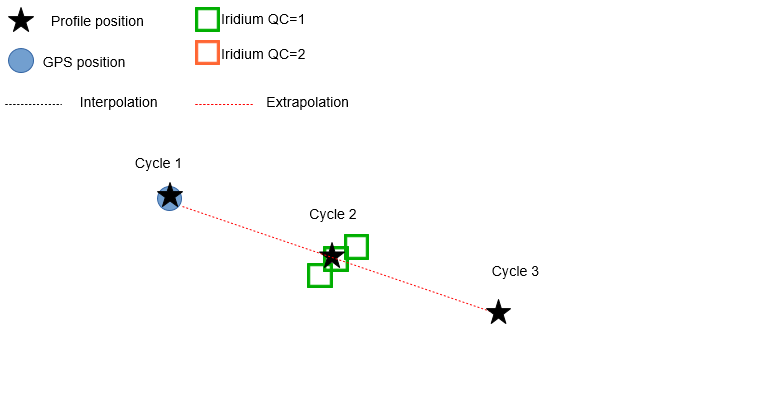 Profile position
Iridium QC=1
GPS position
Iridium QC=2
Interpolation
Extrapolation
Cycle 1
Cycle 2
Cycle 3